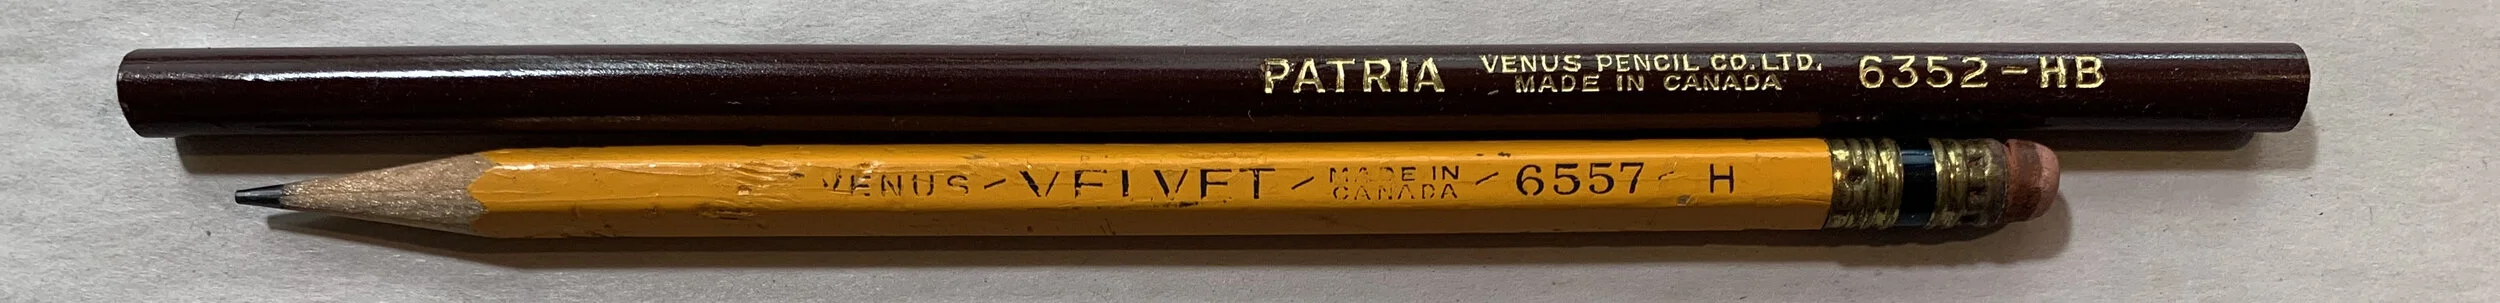 PATRIA VENUS PENCIL CO. LTD. 6352-HB
MADE IN CANADA
VENUS - VELVET - MADE IN - 6557 - H
CANADA